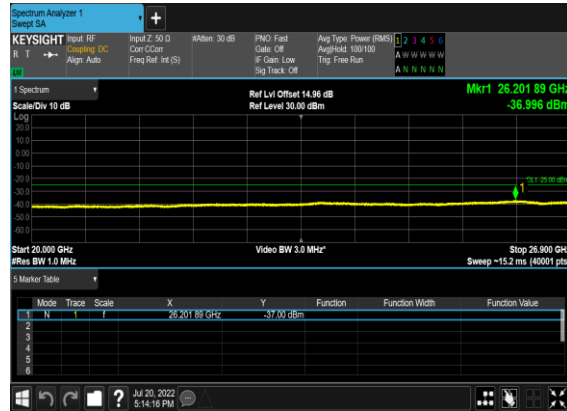 Spectrum Analyzer 1
Swept SA
+
KEYSIGHT Input: RF Input Z: 50 Ω #Atten: 30 dB PNO: Fast Avg Type: Power (RMS) 1 2 3 4 5 6
R T Coupling: DC Corr CCorr Gate: Off Avg|Hold: 100/100 A W W W W W
Align: Auto Freq Ref: Int (S) IF Gain: Low Trig: Free Run
Sig Track: Off A N N N N N
1 Spectrum Ref Lvl Offset 14.96 dB Mkr1 26.201 89 GHz
Scale/Div 10 dB Ref Level 30.00 dBm -36.996 dBm
Log
20.0
10.0
0.00
-10.0
-20.0
DL1 -25.00 dBm
1
-30.0
-40.0
-50.0
-60.0
Start 20.000 GHz Video BW 3.0 MHz* Stop 26.900 GHz
#Res BW 1.0 MHz Sweep ~15.2 ms (40001 pts)
5 Marker Table
Mode Trace Scale X Y Function Function Width Function Value
1 N 1 f 26.201 89 GHz -37.00 dBm
2
3
4
5
6
? Jul 20, 2022
5:14:16 PM